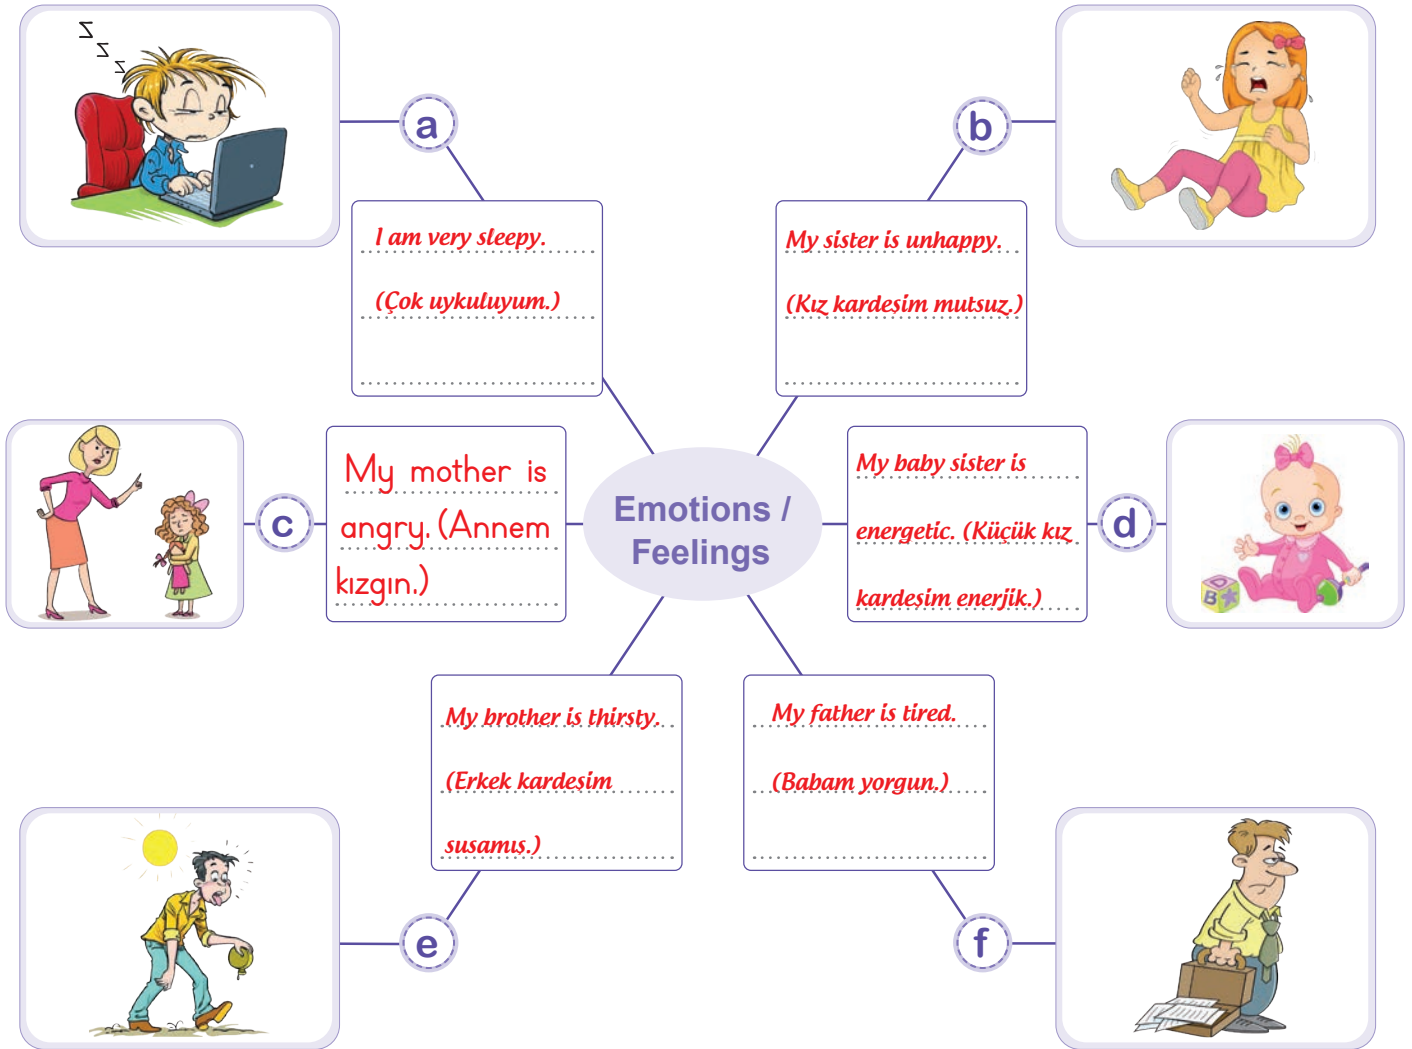 z
z
z
a
I am very sleepy.
(Çok uykuluyum.)
b
My sister is unhappy.
(Kız kardeşim mutsuz.)
c
My mother is
angry. (Annem
kızgın.)
Emotions /
Feelings
My baby sister is
energetic. (Küçük kız
kardeşim enerjik.)
d
D
B
My brother is thirsty.
(Erkek kardeşim
susamış.)
e
My father is tired.
(Babam yorgun.)
f